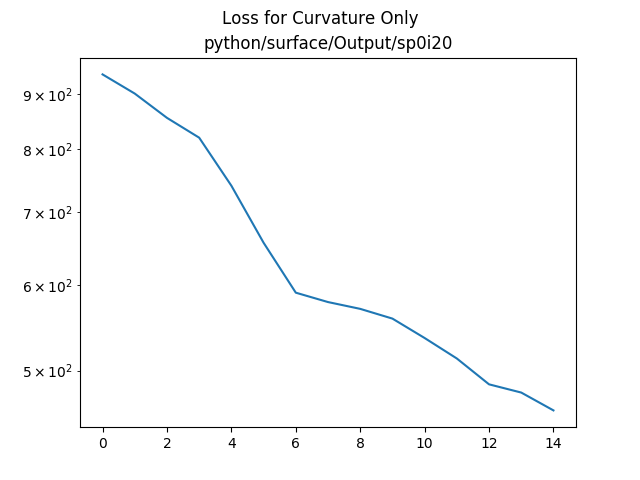 Loss for Curvature Only
python/surface/Output/sp0i20
9 × 10²
8 × 10²
7 × 10²
6 × 10²
5 × 10²
0 2 4 6 8 10 12 14